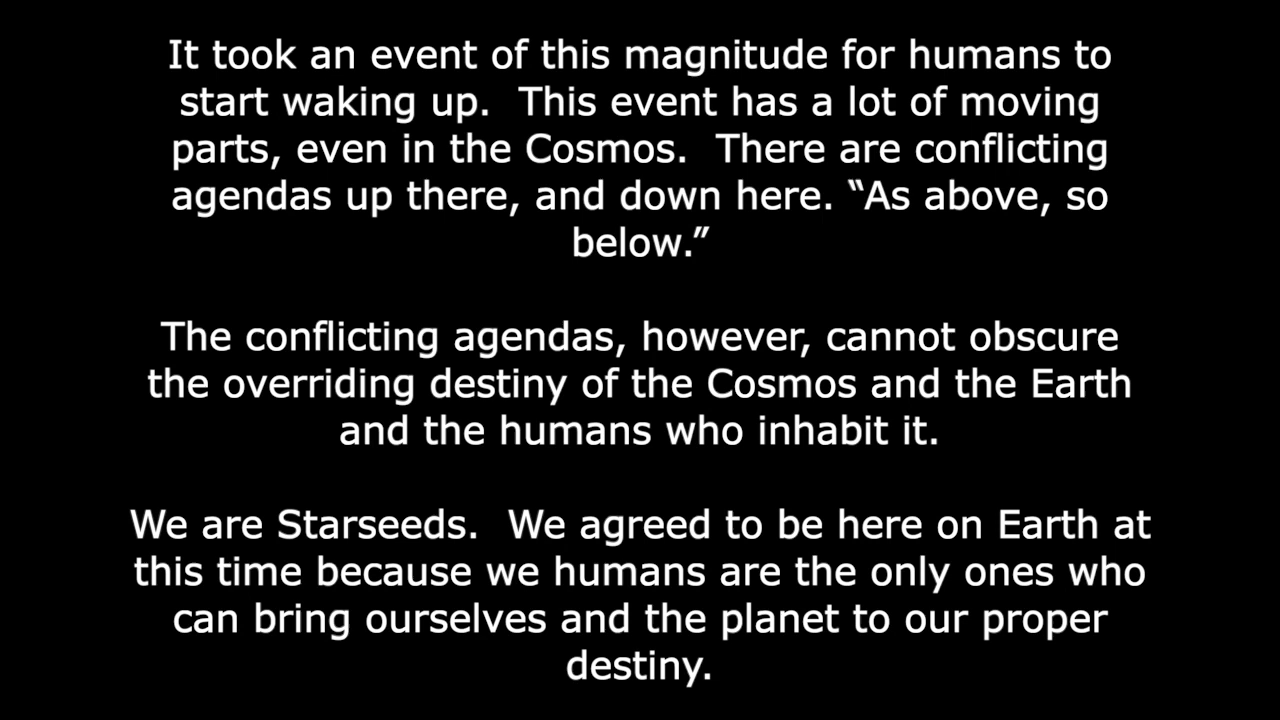 It took an event of this magnitude for humans to
start waking up.  This event has a lot of moving
parts, even in the Cosmos.  There are conflicting
agendas up there, and down here. “As above, so
below.”
The conflicting agendas, however, cannot obscure
the overriding destiny of the Cosmos and the Earth
and the humans who inhabit it.
We are Starseeds.  We agreed to be here on Earth at
this time because we humans are the only ones who
can bring ourselves and the planet to our proper
destiny.